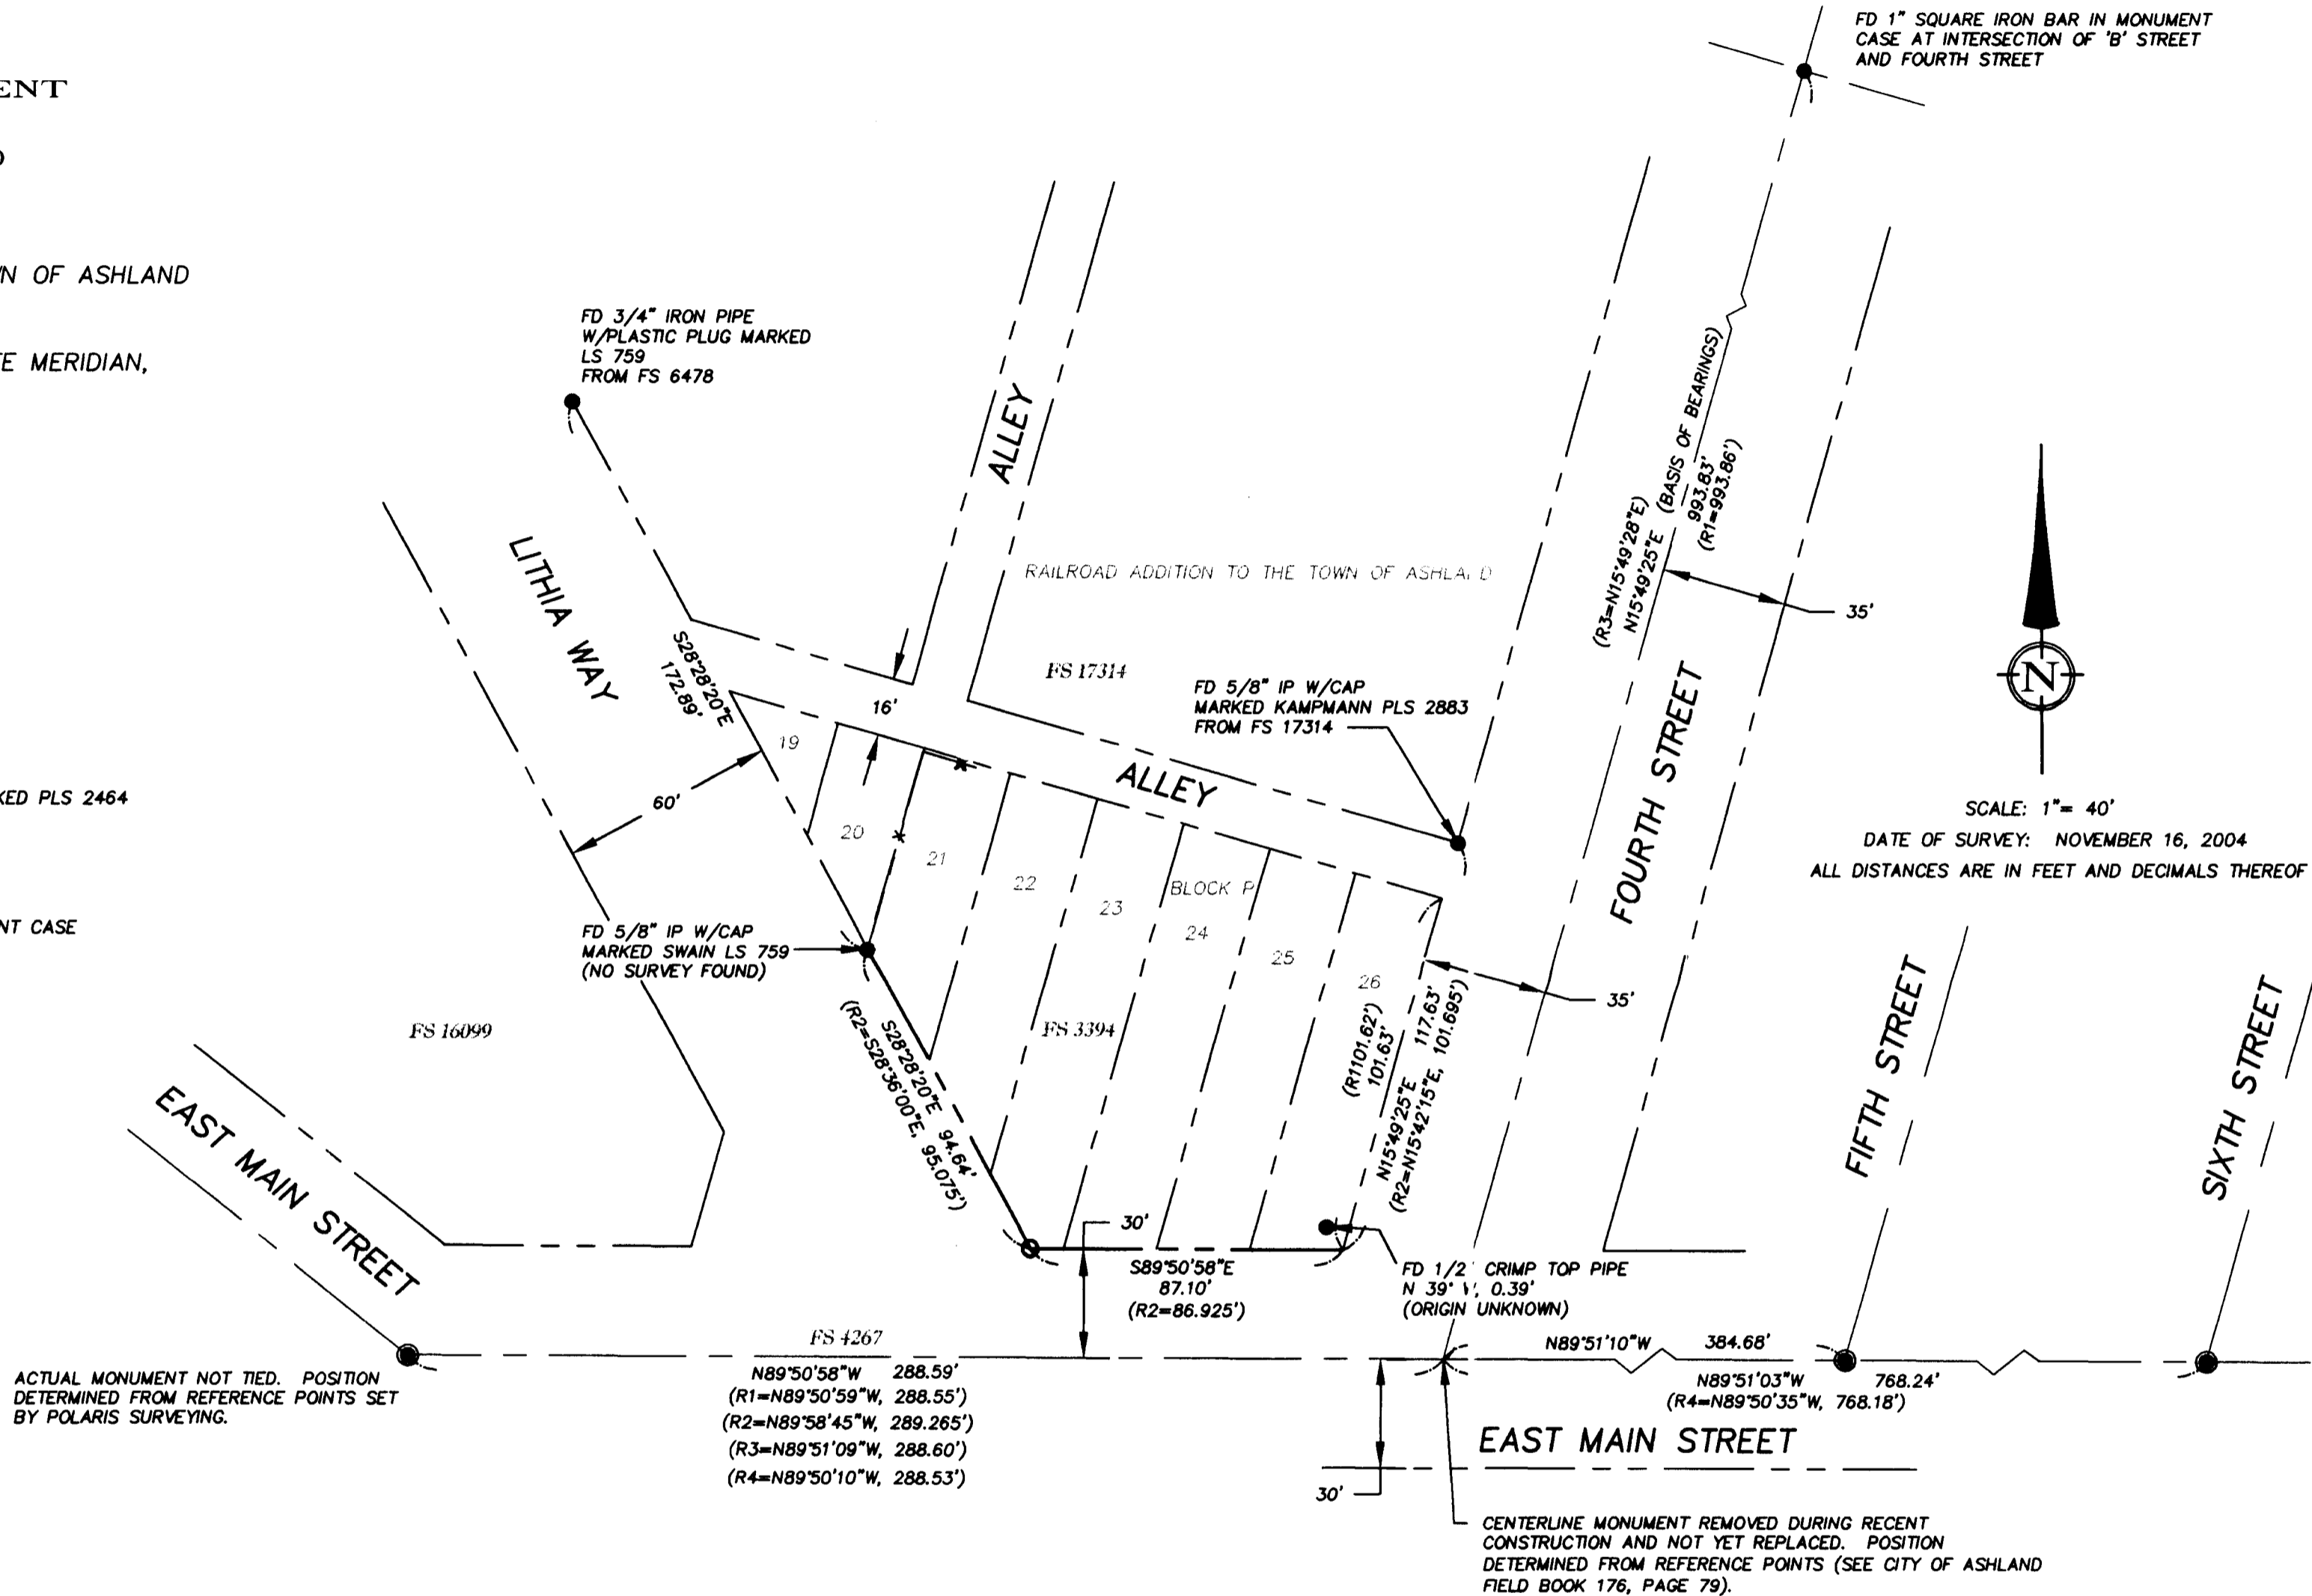 ENT
N OF ASHLAND
E MERIDIAN,
KED PLS 2464
NT CASE
FD 1" SQUARE IRON BAR IN MONUMENT
CASE AT INTERSECTION OF 'B' STREET
AND FOURTH STREET
FD 3/4" IRON PIPE
W/PLASTIC PLUG MARKED
LS 759
FROM FS 6478
ALLEY
LITHIA WAY
RAILROAD ADDITION TO THE TOWN OF ASHLA D
(R3=N15°49'28"E)
N15°49'25"E (BASIS OF BEARINGS)
993.83'
(R1=993.86')
35'
N
SCALE: 1"= 40'
DATE OF SURVEY: NOVEMBER 16, 2004
ALL DISTANCES ARE IN FEET AND DECIMALS THEREOF
S28°28'20"E
172.89'
FS 17314
FD 5/8" IP W/CAP
MARKED KAMPMANN PLS 2883
FROM FS 17314
16'
ALLEY
FOURTH STREET
60'
19
20
21
22
23
BLOCK P
24
25
26
FD 5/8" IP W/CAP
MARKED SWAIN LS 759
(NO SURVEY FOUND)
35'
FS 16099
FS 3394
S28°28'20"E 94.64'
(R2=S28°36'00"E, 95.075')
(R1101.62')
101.63'
N15°49'25"E 117.63'
(R2=N15°42'15"E, 101.695')
FIFTH STREET
SIXTH STREET
EAST MAIN STREET
30'
S89°50'58"E
87.10'
(R2=86.925')
FD 1/2 CRIMP TOP PIPE
N 39° , 0.39'
(ORIGIN UNKNOWN)
FS 4267
N89°50'58"W 288.59'
(R1=N89°50'59"W, 288.55')
(R2=N89°58'45"W, 289.265')
(R3=N89°51'09"W, 288.60')
(R4=N89°50'10"W, 288.53')
ACTUAL MONUMENT NOT TIED. POSITION
DETERMINED FROM REFERENCE POINTS SET
BY POLARIS SURVEYING.
N89°51'10"W 384.68'
N89°51'03"W 768.24'
(R4=N89°50'35"W, 768.18')
EAST MAIN STREET
30'
CENTERLINE MONUMENT REMOVED DURING RECENT
CONSTRUCTION AND NOT YET REPLACED. POSITION
DETERMINED FROM REFERENCE POINTS (SEE CITY OF ASHLAND
FIELD BOOK 176, PAGE 79).